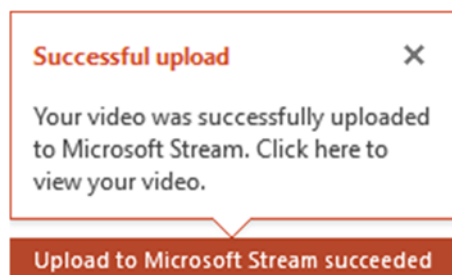 Successful upload
Your video was successfully uploaded
to Microsoft Stream. Click here to
view your video.
Upload to Microsoft Stream succeeded